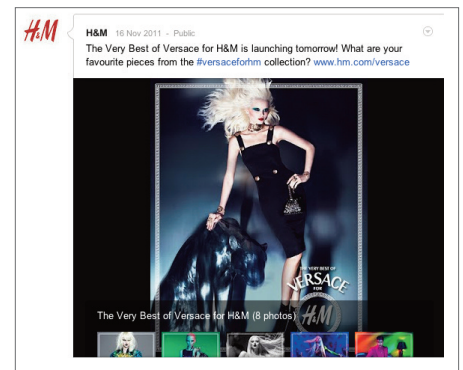 H&M
H&M 16 Nov 2011 - Public
The Very Best of Versace for H&M is launching tomorrow! What are your
favourite pieces from the #versaceforhm collection? www.hm.com/versace
THE VERY BEST OF
VERSACE
FOR
H&M
The Very Best of Versace for H&M (8 photos)